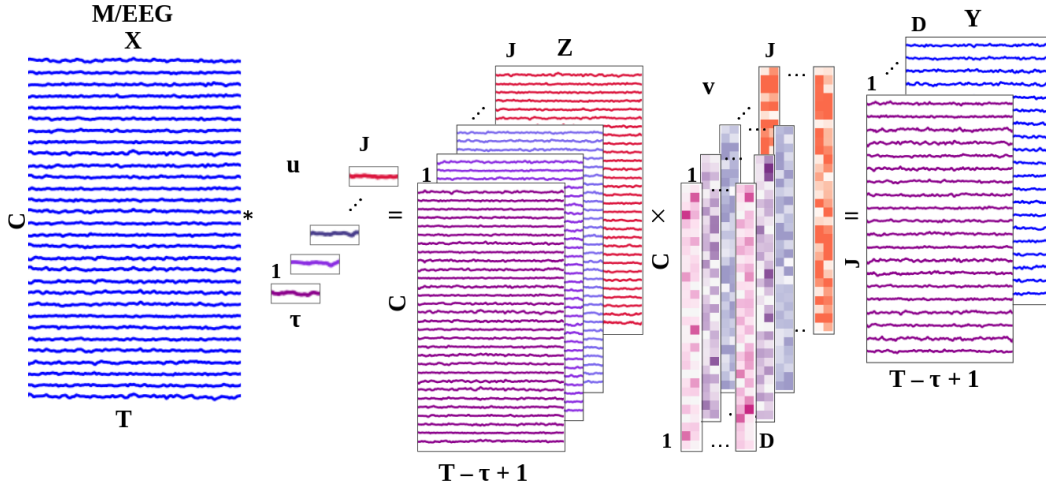 M/EEG
X
C
T
*
u
J
⋰
1
τ
=
J Z
⋰
1
C
T – τ + 1
×
v
J
...
⋰
...
...
1
...
C
..
.
1 ... D
=
D Y
⋰
1
J
T – τ + 1